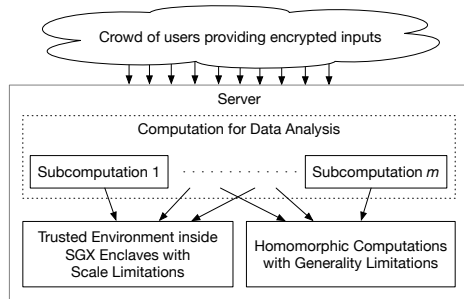 Crowd of users providing encrypted inputs
Server
Computation for Data Analysis
Subcomputation 1
Subcomputation m
Trusted Environment inside
SGX Enclaves with
Scale Limitations
Homomorphic Computations
with Generality Limitations